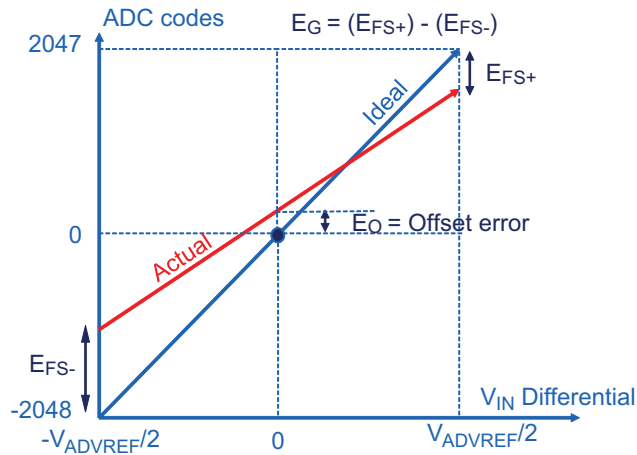 ADC codes
2047
EG = (EFS+) - (EFS-)
EFS+
Ideal
EO = Offset error
0
Actual
EFS-
-2048
VIN Differential
-VADVREF/2
0
VADVREF/2